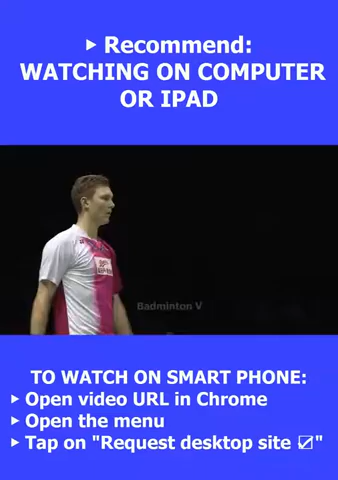 ▶ Recommend:
WATCHING ON COMPUTER
OR IPAD
Badminton V
TO WATCH ON SMART PHONE:
▶ Open video URL in Chrome
▶ Open the menu
▶ Tap on "Request desktop site ☑"